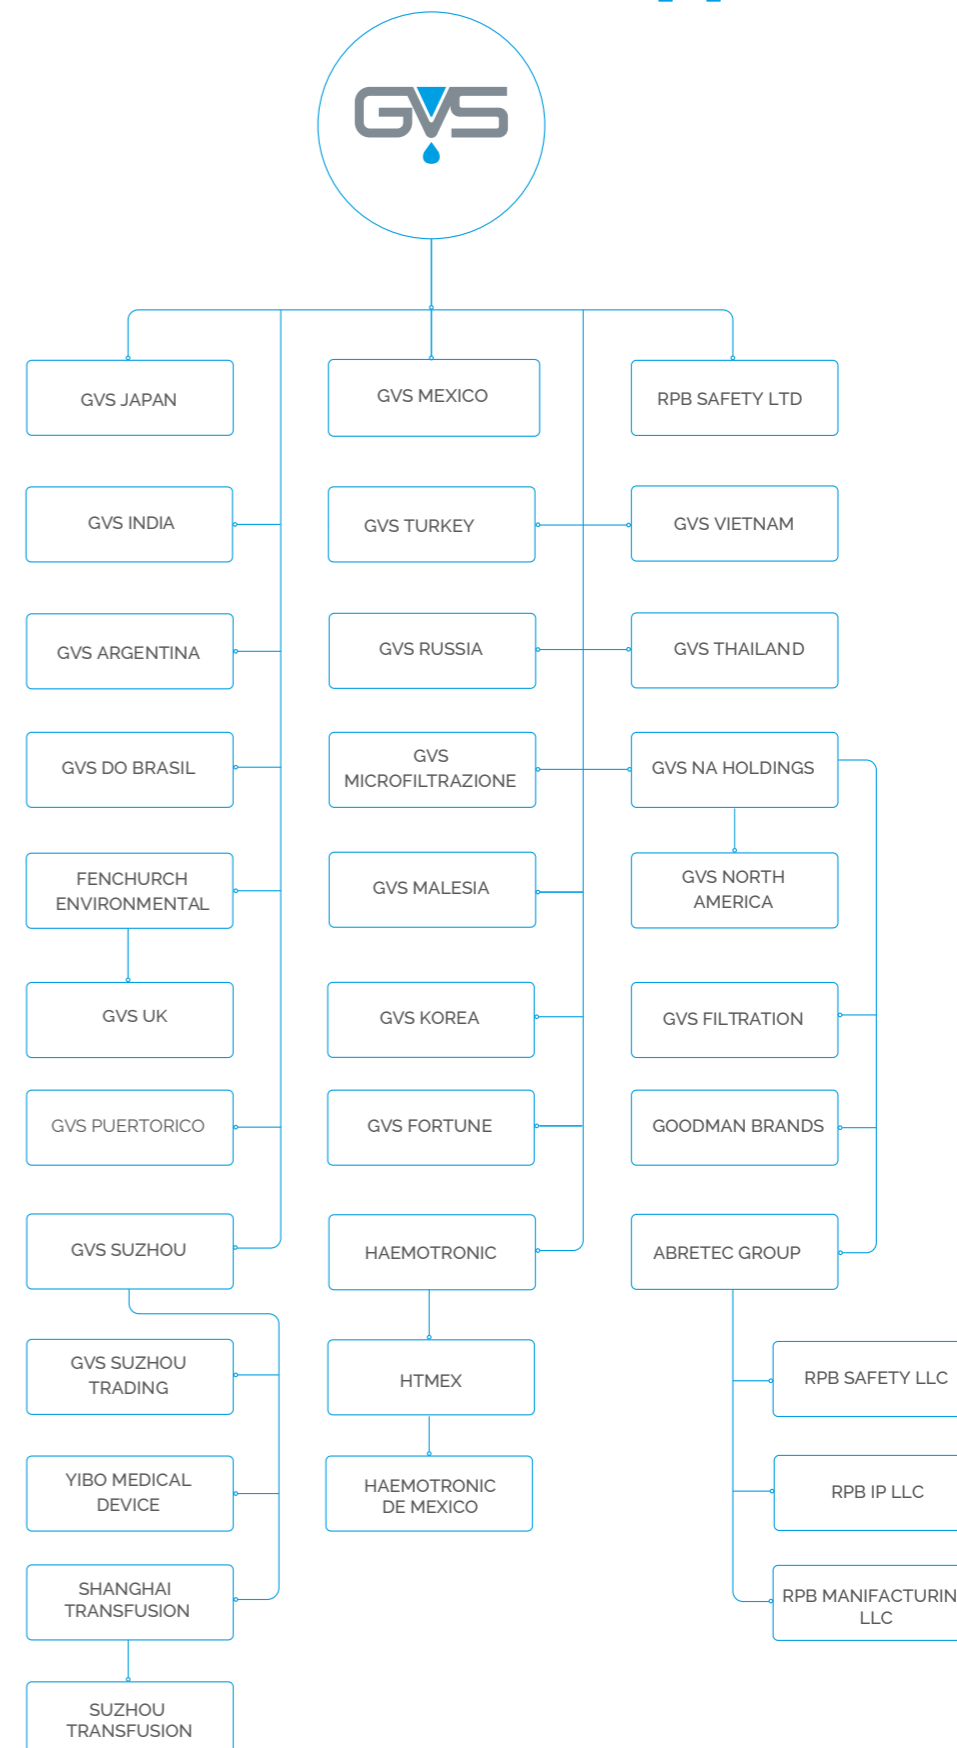 GVS
GVS JAPAN
GVS MEXICO
RPB SAFETY LTD
GVS INDIA
GVS TURKEY
GVS VIETNAM
GVS ARGENTINA
GVS RUSSIA
GVS THAILAND
GVS DO BRASIL
GVS
MICROFILTRAZIONE
GVS NA HOLDINGS
FENCHURCH
ENVIRONMENTAL
GVS MALESIA
GVS NORTH
AMERICA
GVS UK
GVS KOREA
GVS FILTRATION
GVS PUERTORICO
GVS FORTUNE
GOODMAN BRANDS
GVS SUZHOU
HAEMOTRONIC
ABRETEC GROUP
GVS SUZHOU
TRADING
HTMEX
RPB SAFETY LLC
YIBO MEDICAL
DEVICE
HAEMOTRONIC
DE MEXICO
RPB IP LLC
SHANGHAI
TRANSFUSION
RPB MANIFACTURIN
LLC
SUZHOU
TRANSFUSION